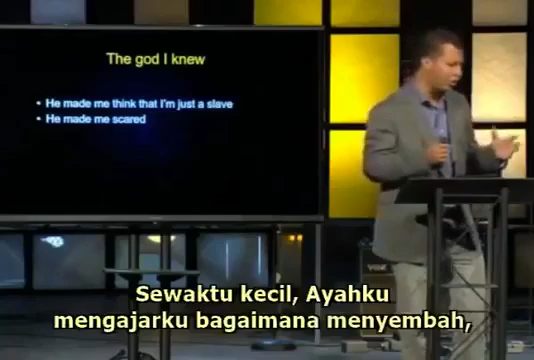 The god I knew
• He made me think that I'm just a slave
• He made me scared
Sewaktu kecil, Ayahku
mengajarku bagaimana menyembah,